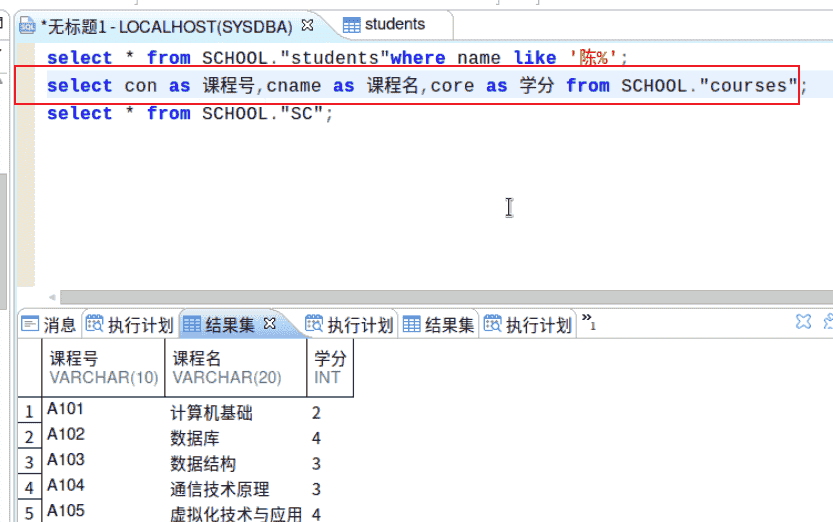 *无标题1 - LOCALHOST(SYSDBA) students
select * from SCHOOL."students"where name like '陈%';
select con as 课程号,cname as 课程名,core as 学分 from SCHOOL."courses";
select * from SCHOOL."SC";
消息 执行计划 结果集 执行计划 结果集 执行计划 »1
课程号 课程名 学分
VARCHAR(10) VARCHAR(20) INT
1 A101 计算机基础 2
2 A102 数据库 4
3 A103 数据结构 3
4 A104 通信技术原理 3
5 A105 虚拟化技术与应用 4